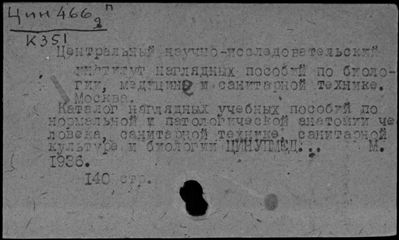 Цин 466 п
2
К351
Центральный научно-исследовательский
институт наглядных пособий по биоло-
гии, медицине и санитарной технике.
Москва.
Каталог наглядных учебных пособий по
нормальной и патологической анатомии че
ловека, санитарной технике, санитарной
культуре и биологии ЦИНУПМЕД... М.
1936.
140 стр.